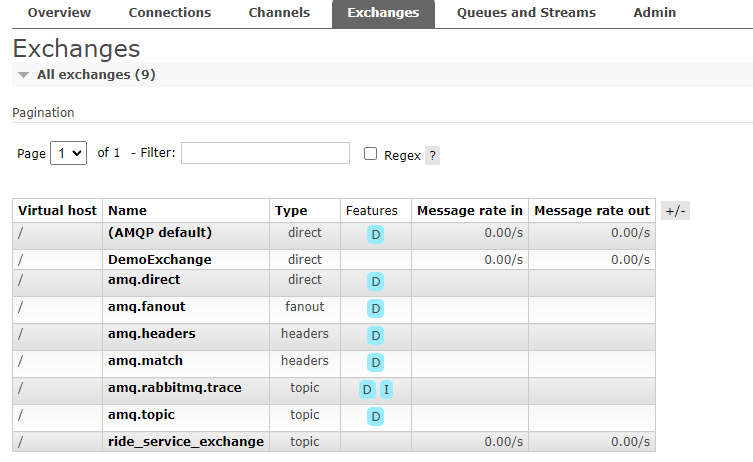 Overview Connections Channels Exchanges Queues and Streams Admin
Exchanges
All exchanges (9)
Pagination
Page 1 of 1 - Filter: Regex ?
Virtual host Name Type Features Message rate in Message rate out +/-
/ (AMQP default) direct D 0.00/s 0.00/s
/ DemoExchange direct 0.00/s 0.00/s
/ amq.direct direct D
/ amq.fanout fanout D
/ amq.headers headers D
/ amq.match headers D
/ amq.rabbitmq.trace topic D I
/ amq.topic topic D
/ ride_service_exchange topic 0.00/s 0.00/s